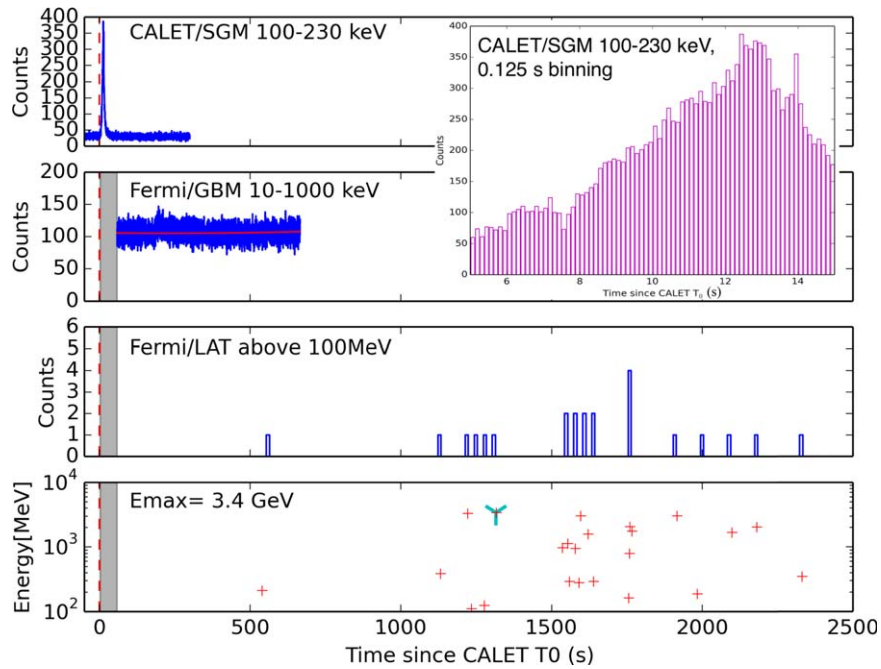 400
350
300
250
200
150
100
50
0
Counts
CALET/SGM 100-230 keV
200
150
100
50
0
Fermi/GBM 10-1000 keV
400
350
300
250
200
150
100
50
0
Counts
CALET/SGM 100-230 keV,
0.125 s binning
6 8 10 12 14
Time since CALET T0 (s)
6
5
4
3
2
1
0
Counts
Fermi/LAT above 100MeV
10^4
10^3
10^2
Energy[MeV]
Emax= 3.4 GeV
0 500 1000 1500 2000 2500
Time since CALET T0 (s)